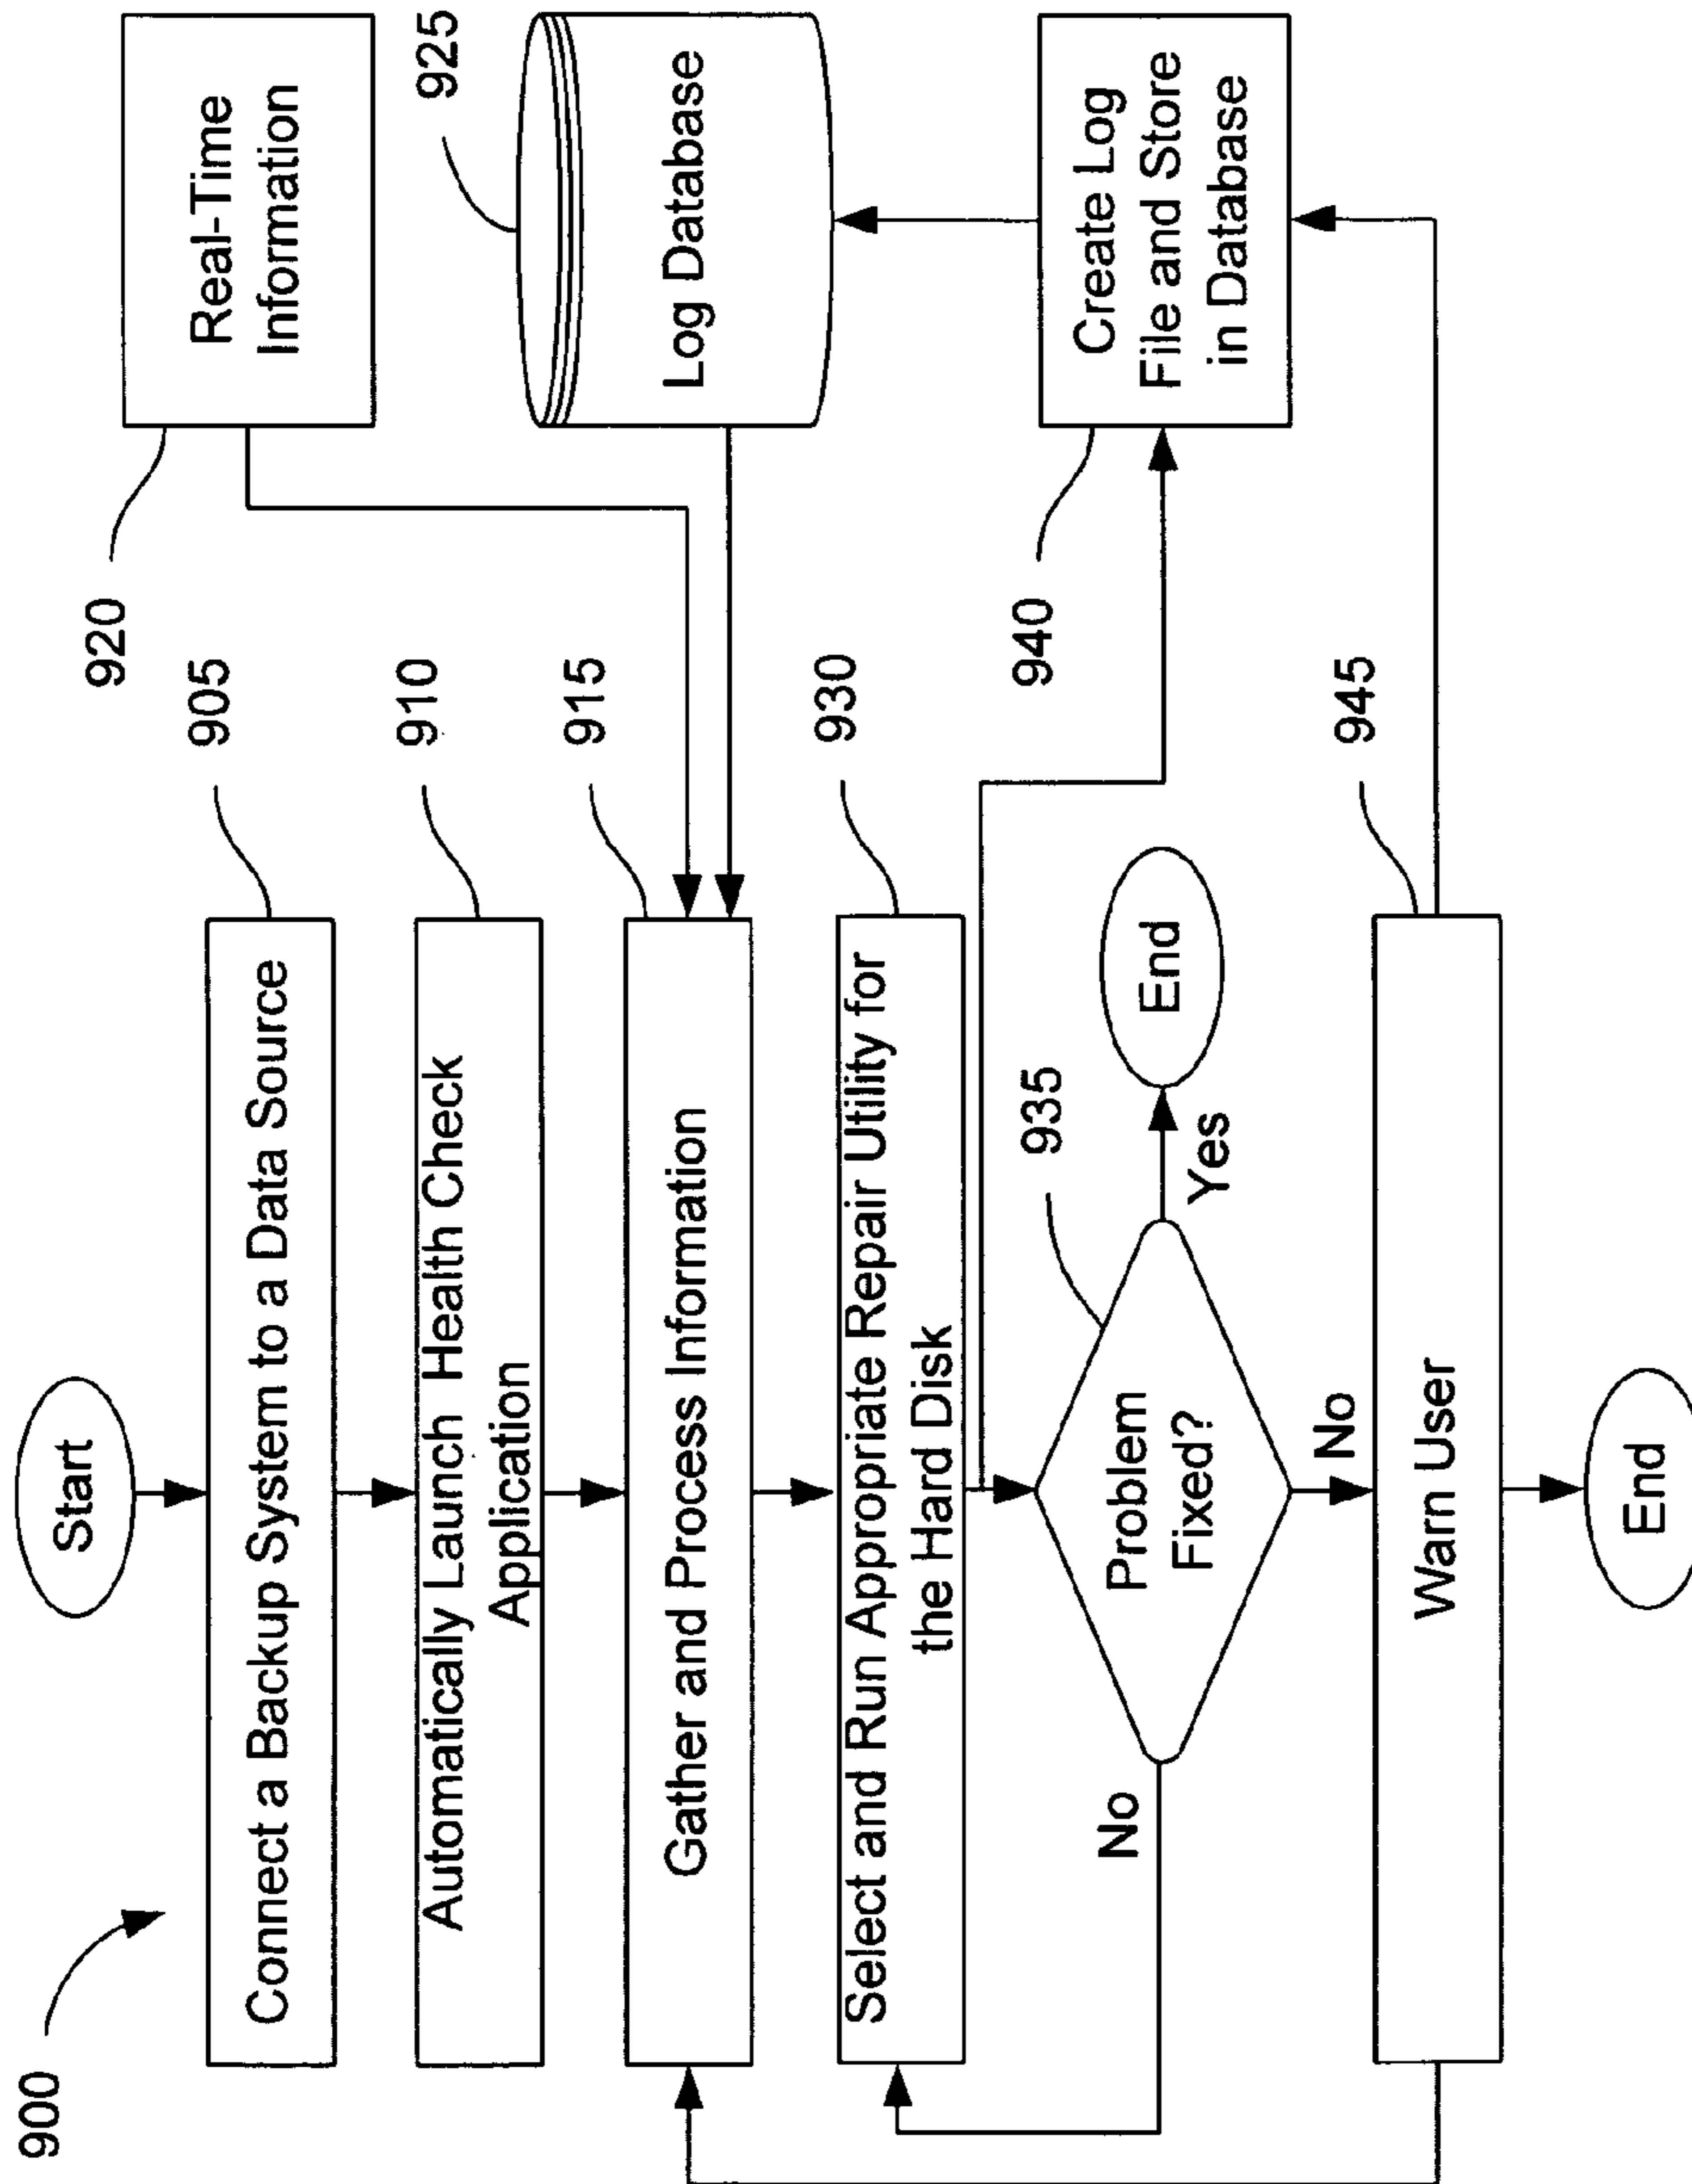 900
Start
Connect a Backup System to a Data Source
905
Automatically Launch Health Check
Application
910
Gather and Process Information
915
Real-Time
Information
920
Log Database
925
Select and Run Appropriate Repair Utility for
the Hard Disk
930
Problem
Fixed?
935
Yes
End
No
No
Create Log
File and Store
in Database
940
Warn User
945
End